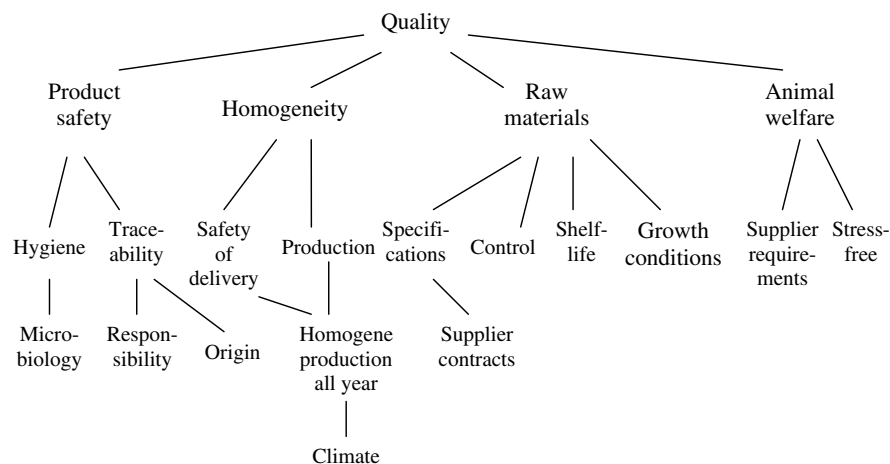 Quality
Product
safety
Homogeneity
Raw
materials
Animal
welfare
Hygiene
Trace-
ability
Safety
of
delivery
Production
Specifi-
cations
Control
Shelf-
life
Growth
conditions
Supplier
require-
ments
Stress-
free
Micro-
biology
Respon-
sibility
Origin
Homogene
production
all year
Supplier
contracts
Climate